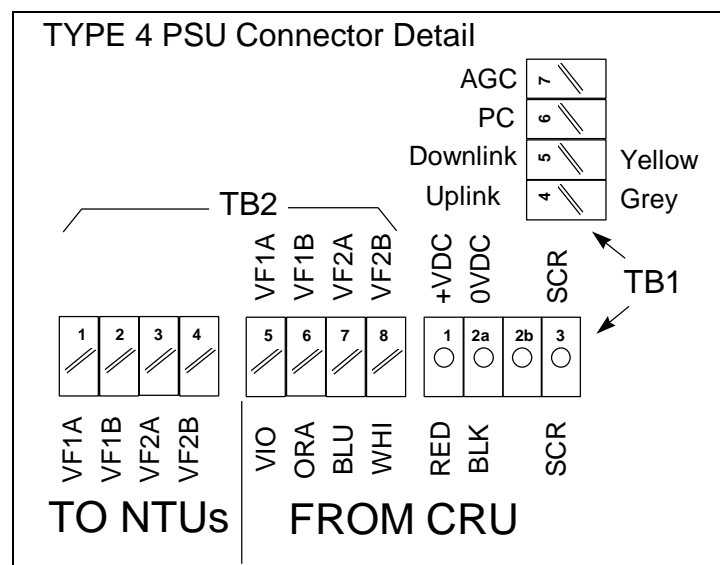 TYPE 4 PSU Connector Detail
AGC 7
PC 6
Downlink 5 Yellow
Uplink 4 Grey
TB2
TB1
VF1A VF1B VF2A VF2B +VDC 0VDC SCR
1 2 3 4 5 6 7 8 1 2a 2b 3
VF1A VF1B VF2A VF2B VIO ORA BLU WHI RED BLK SCR
TO NTUs FROM CRU